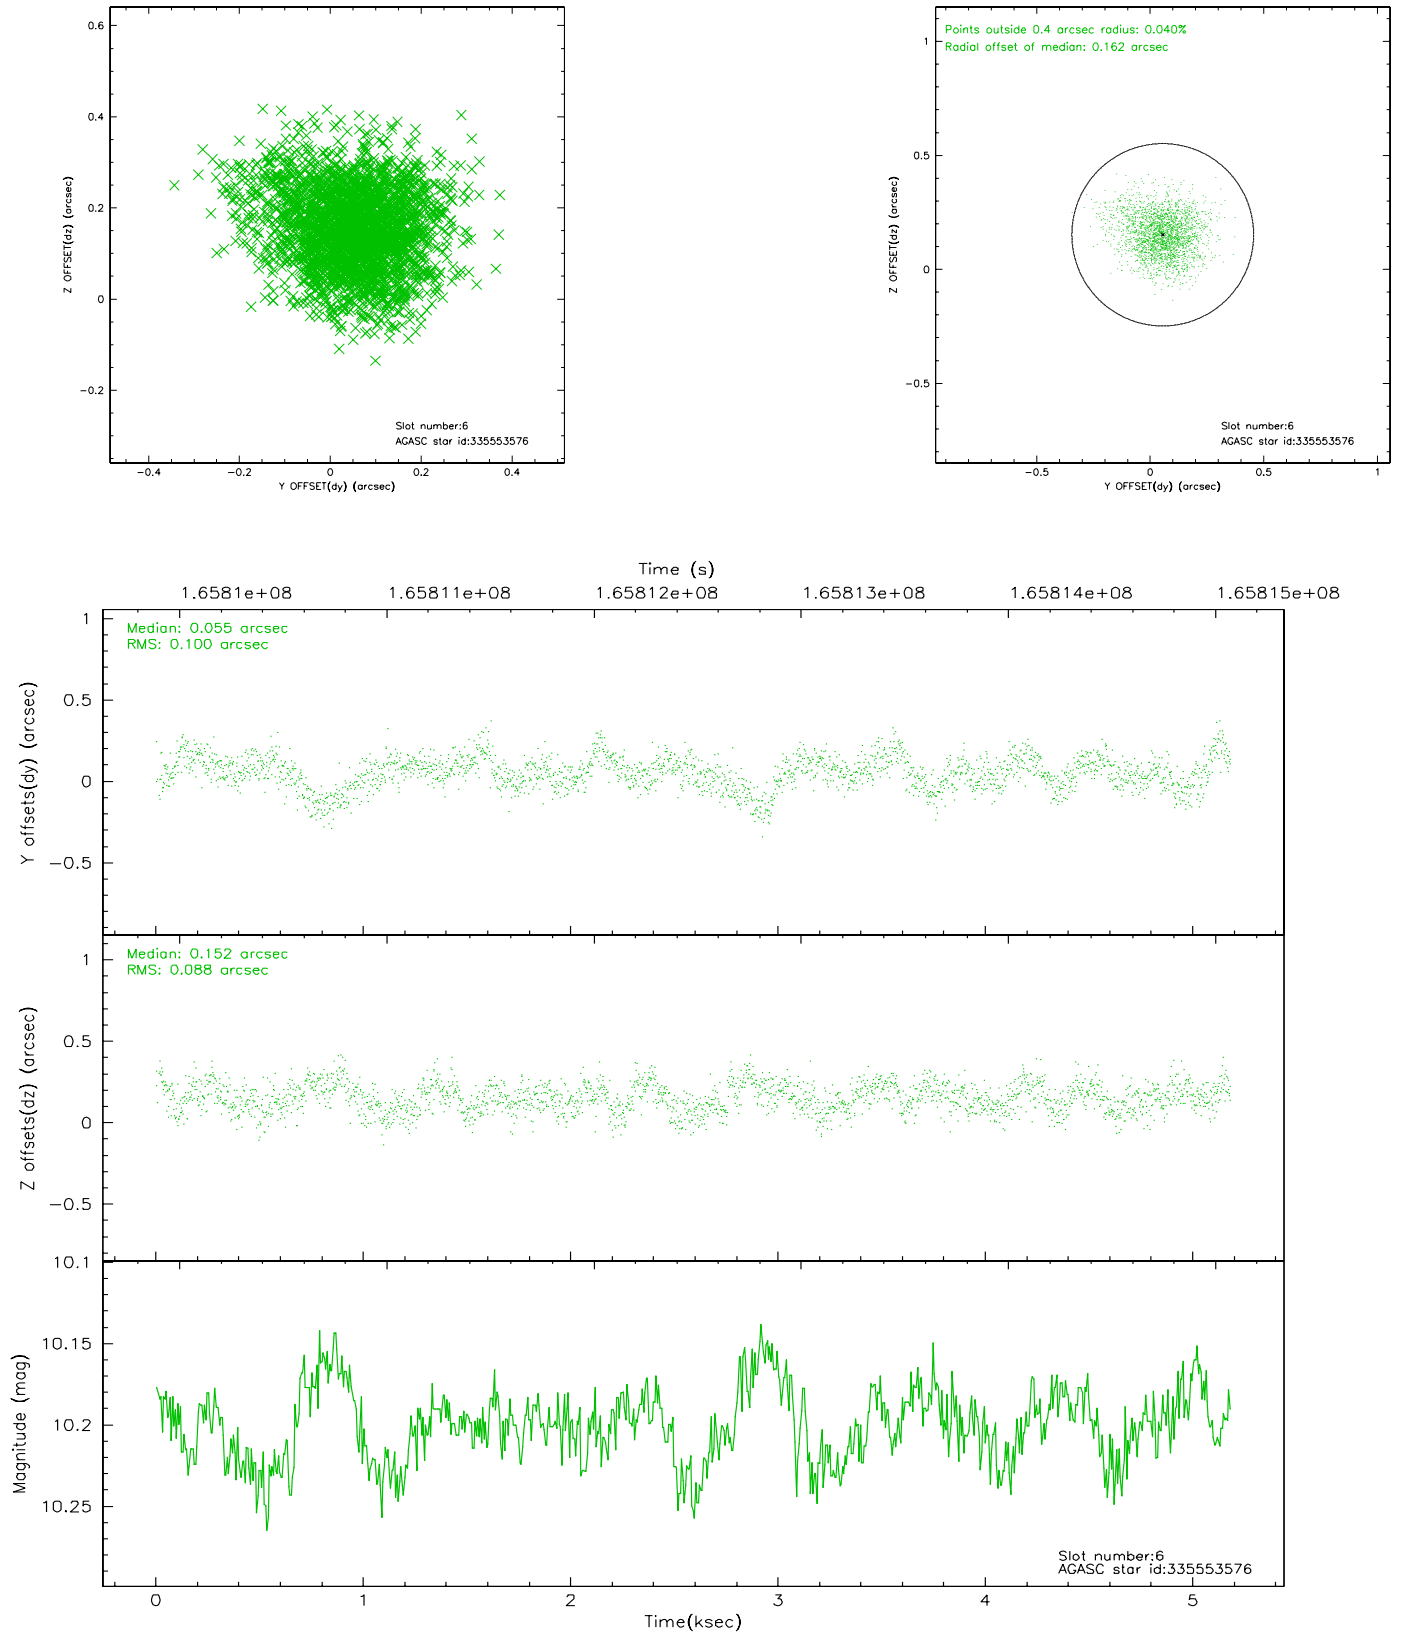 0.6
0.4
0.2
0
−0.2
Z OFFSET(dz) (arcsec)
Slot number:6
AGASC star id:335553576
−0.4 −0.2 0 0.2 0.4
Y OFFSET(dy) (arcsec)
Points outside 0.4 arcsec radius: 0.040%
Radial offset of median: 0.162 arcsec
1
0.5
0
−0.5
Z OFFSET(dz) (arcsec)
Slot number:6
AGASC star id:335553576
−0.5 0 0.5 1
Y OFFSET(dy) (arcsec)
Time (s)
1.6581e+08 1.65811e+08 1.65812e+08 1.65813e+08 1.65814e+08 1.65815e+08
Median: 0.055 arcsec
RMS: 0.100 arcsec
1
0.5
0
−0.5
Y offsets(dy) (arcsec)
Median: 0.152 arcsec
RMS: 0.088 arcsec
1
0.5
0
−0.5
Z offsets(dz) (arcsec)
10.1
10.15
10.2
10.25
Magnitude (mag)
Slot number:6
AGASC star id:335553576
0 1 2 3 4 5
Time(ksec)